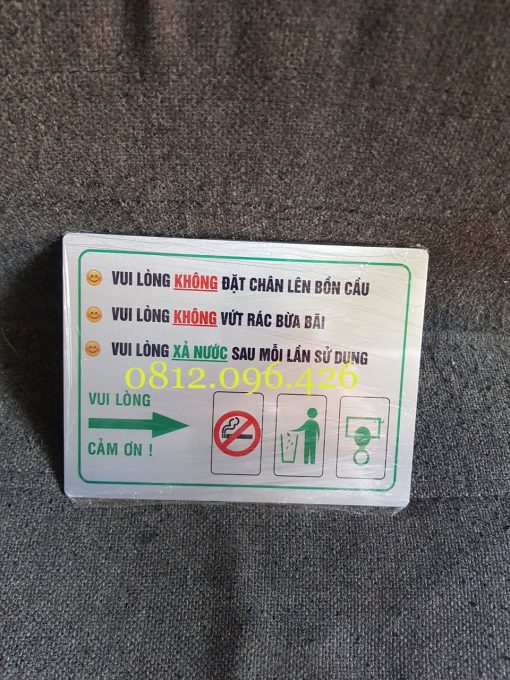 VUI LÒNG KHÔNG ĐẶT CHÂN LÊN BỒN CẦU
VUI LÒNG KHÔNG VỨT RÁC BỪA BÃI
VUI LÒNG XẢ NƯỚC SAU MỖI LẦN SỬ DỤNG
0812.096.426
VUI LÒNG
CẢM ƠN !